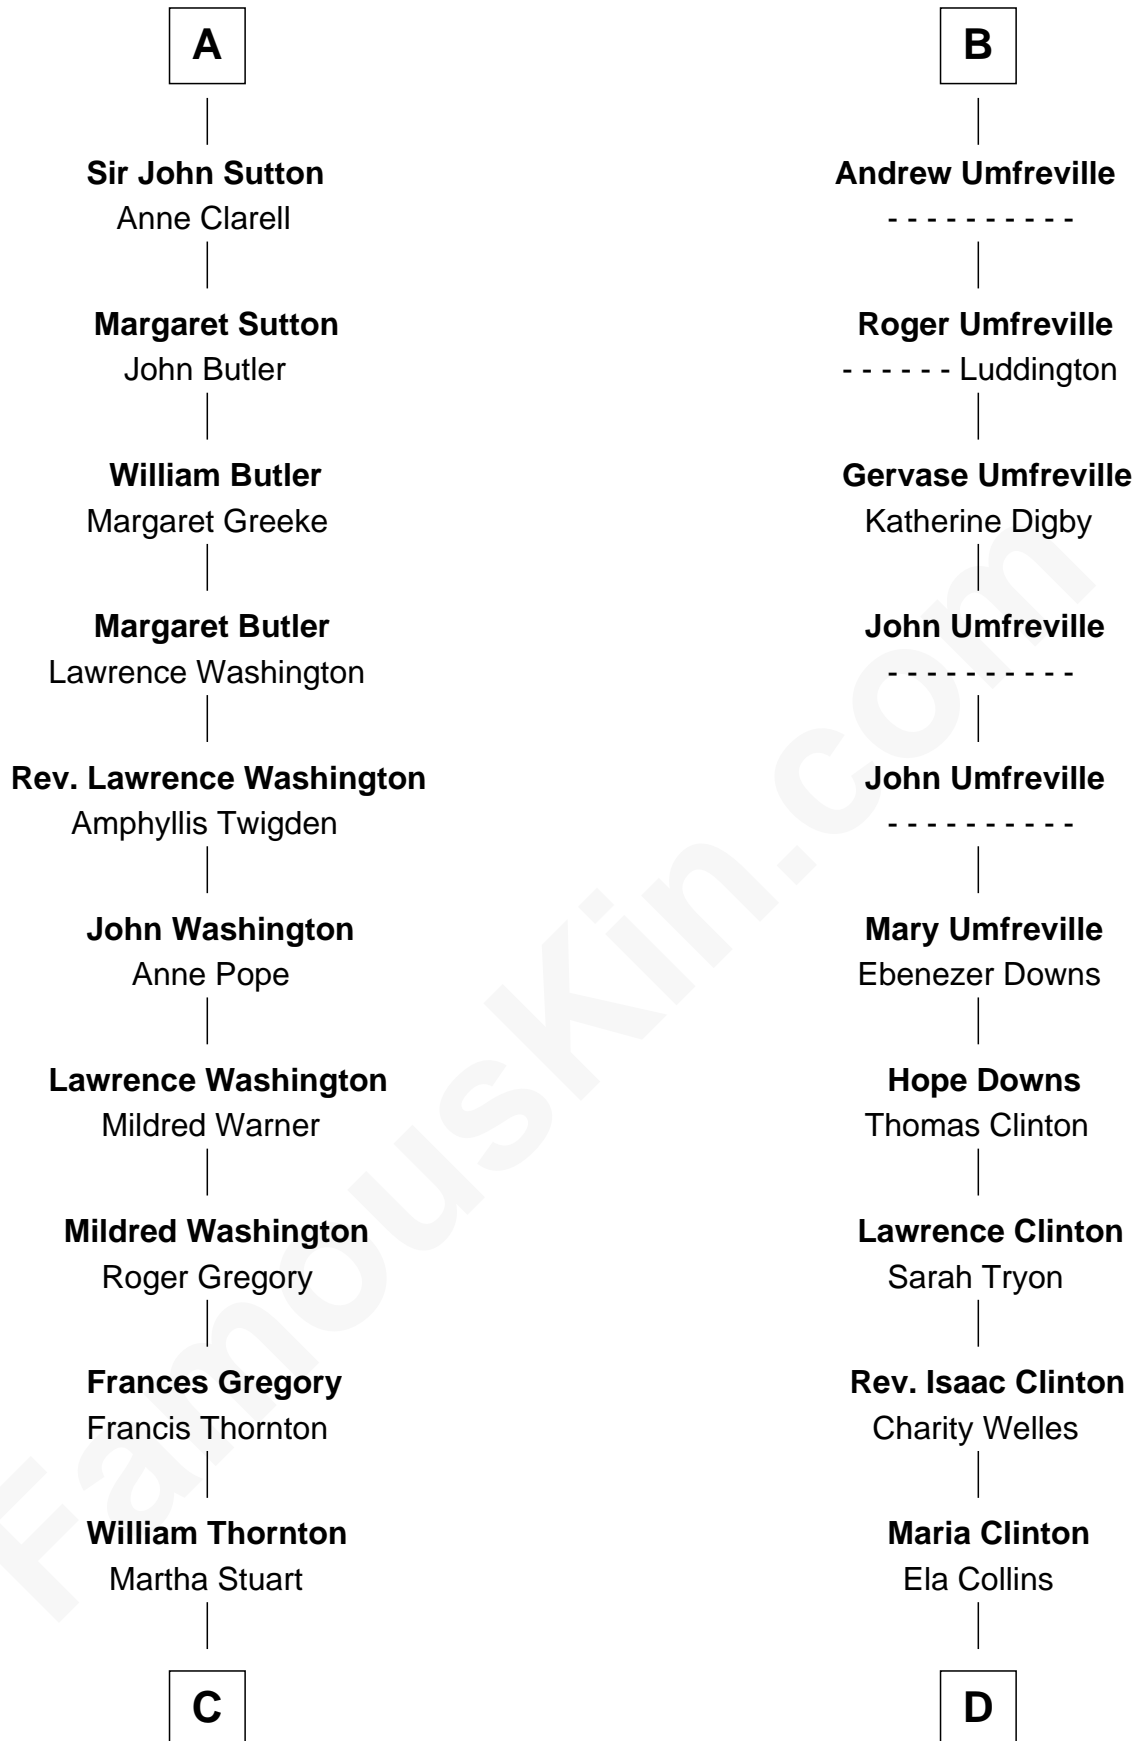 A
Sir John Sutton
Anne Clarell
Margaret Sutton
John Butler
William Butler
Margaret Greeke
Margaret Butler
Lawrence Washington
Rev. Lawrence Washington
Amphyllis Twigden
John Washington
Anne Pope
Lawrence Washington
Mildred Warner
Mildred Washington
Roger Gregory
Frances Gregory
Francis Thornton
William Thornton
Martha Stuart
C
B
Andrew Umfreville
- - - - - - - - - -
Roger Umfreville
- - - - - - Luddington
Gervase Umfreville
Katherine Digby
John Umfreville
- - - - - - - - - -
John Umfreville
- - - - - - - - - -
Mary Umfreville
Ebenezer Downs
Hope Downs
Thomas Clinton
Lawrence Clinton
Sarah Tryon
Rev. Isaac Clinton
Charity Welles
Maria Clinton
Ela Collins
D
FamousKin.com